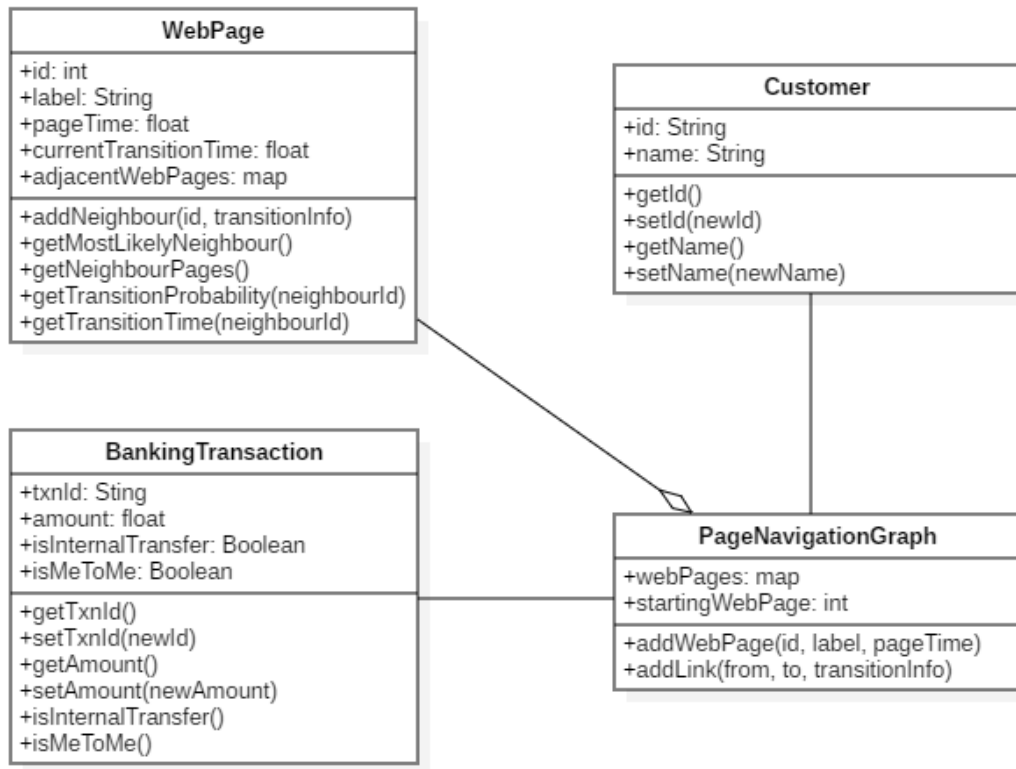 WebPage
+id: int
+label: String
+pageTime: float
+currentTransitionTime: float
+adjacentWebPages: map
+addNeighbour(id, transitionInfo)
+getMostLikelyNeighbour()
+getNeighbourPages()
+getTransitionProbability(neighbourId)
+getTransitionTime(neighbourId)
Customer
+id: String
+name: String
+getId()
+setId(newId)
+getName()
+setName(newName)
BankingTransaction
+txnId: Sting
+amount: float
+isInternalTransfer: Boolean
+isMeToMe: Boolean
+getTxnId()
+setTxnId(newId)
+getAmount()
+setAmount(newAmount)
+isInternalTransfer()
+isMeToMe()
PageNavigationGraph
+webPages: map
+startingWebPage: int
+addWebPage(id, label, pageTime)
+addLink(from, to, transitionInfo)